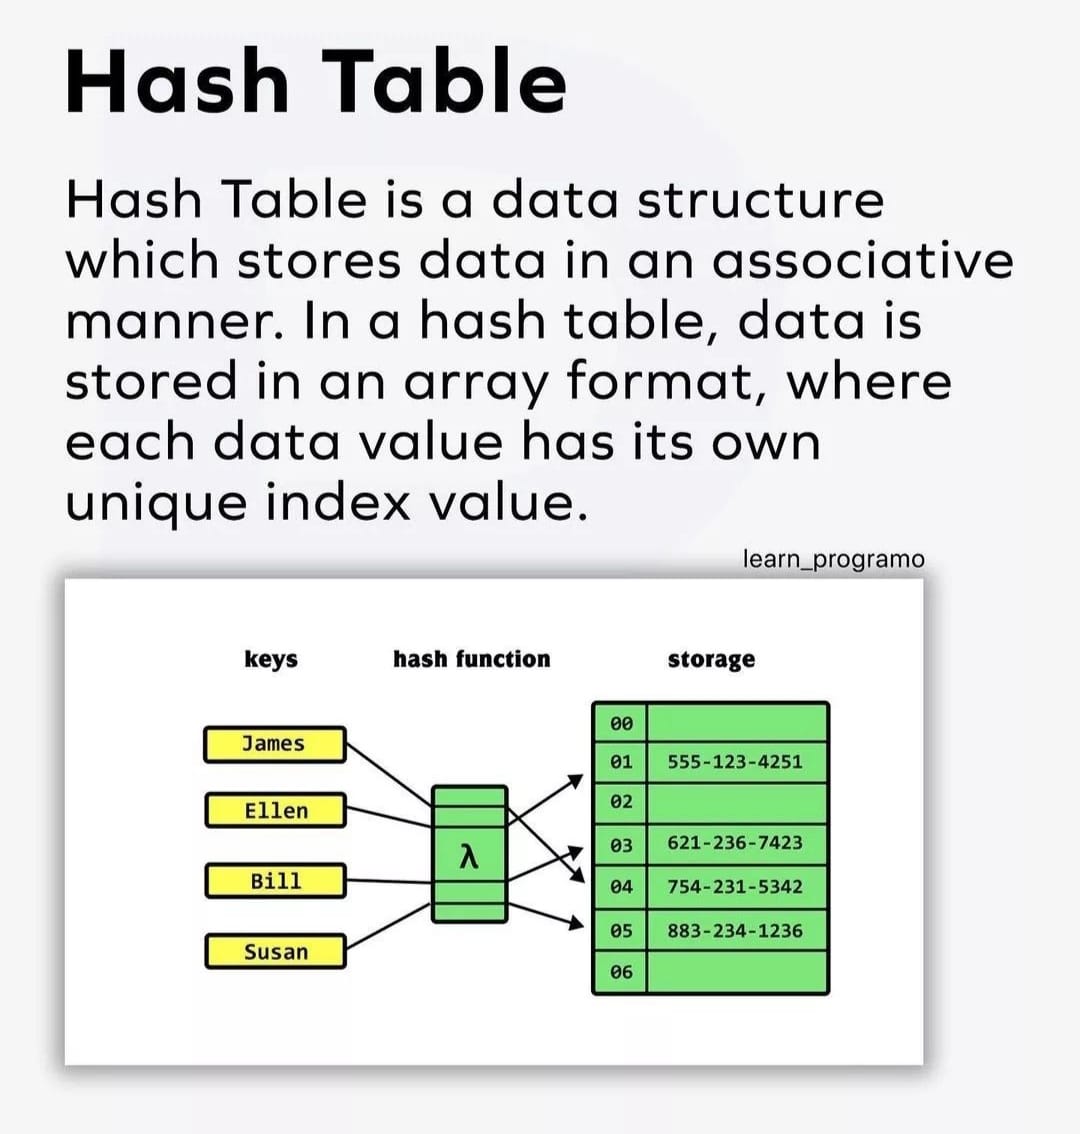 Hash Table
Hash Table is a data structure
which stores data in an associative
manner. In a hash table, data is
stored in an array format, where
each data value has its own
unique index value.
learn_programo
keys hash function storage
James
Ellen
Bill
Susan
λ
00
01 555-123-4251
02
03 621-236-7423
04 754-231-5342
05 883-234-1236
06